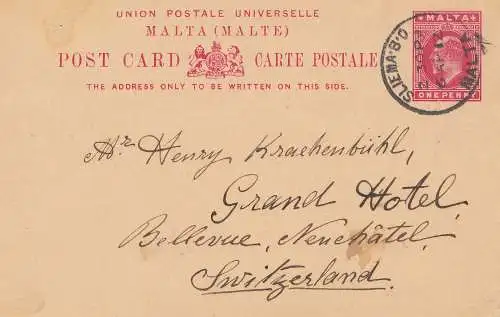 UNION POSTALE UNIVERSELLE
MALTA (MALTE)
POST CARD CARTE POSTALE
THE ADDRESS ONLY TO BE WRITTEN ON THIS SIDE.
MALTA
ONE PENNY
SLIEMA·B·O
MALTA
Mr Henry Kraehenbühl,
Grand Hotel,
Bellevue, Neuchâtel,
Switzerland.